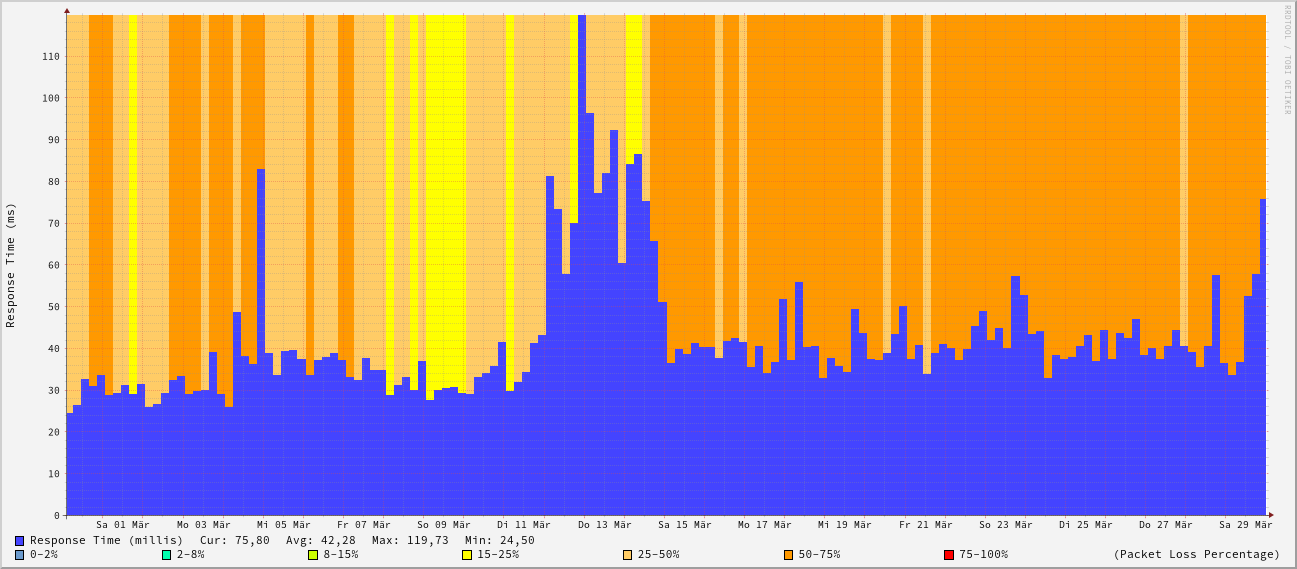 RRDTOOL / TOBI OETIKER
Response Time (ms)
110
100
90
80
70
60
50
40
30
20
10
0
Sa 01 Mär Mo 03 Mär Mi 05 Mär Fr 07 Mär So 09 Mär Di 11 Mär Do 13 Mär Sa 15 Mär Mo 17 Mär Mi 19 Mär Fr 21 Mär So 23 Mär Di 25 Mär Do 27 Mär Sa 29 Mär
Response Time (millis) Cur: 75,80 Avg: 42,28 Max: 119,73 Min: 24,50
0-2% 2-8% 8-15% 15-25% 25-50% 50-75% 75-100% (Packet Loss Percentage)